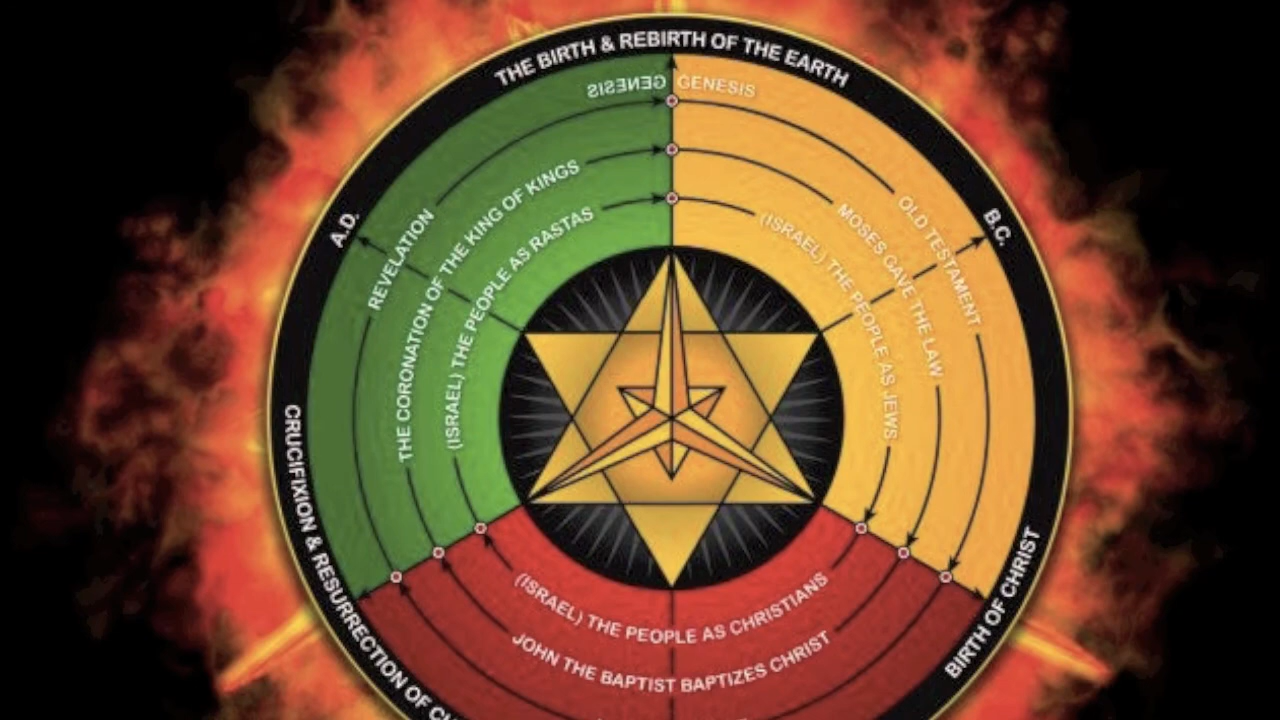 THE BIRTH & REBIRTH OF THE EARTH
GENESIS
GENESIS
A.D.
B.C.
REVELATION
THE CORONATION OF THE KING OF KINGS
(ISRAEL) THE PEOPLE AS RASTAS
OLD TESTAMENT
MOSES GAVE THE LAW
(ISRAEL) THE PEOPLE AS JEWS
CRUCIFIXION & RESURRECTION OF
BIRTH OF CHRIST
(ISRAEL) THE PEOPLE AS CHRISTIANS
JOHN THE BAPTIST BAPTIZES CHRIST